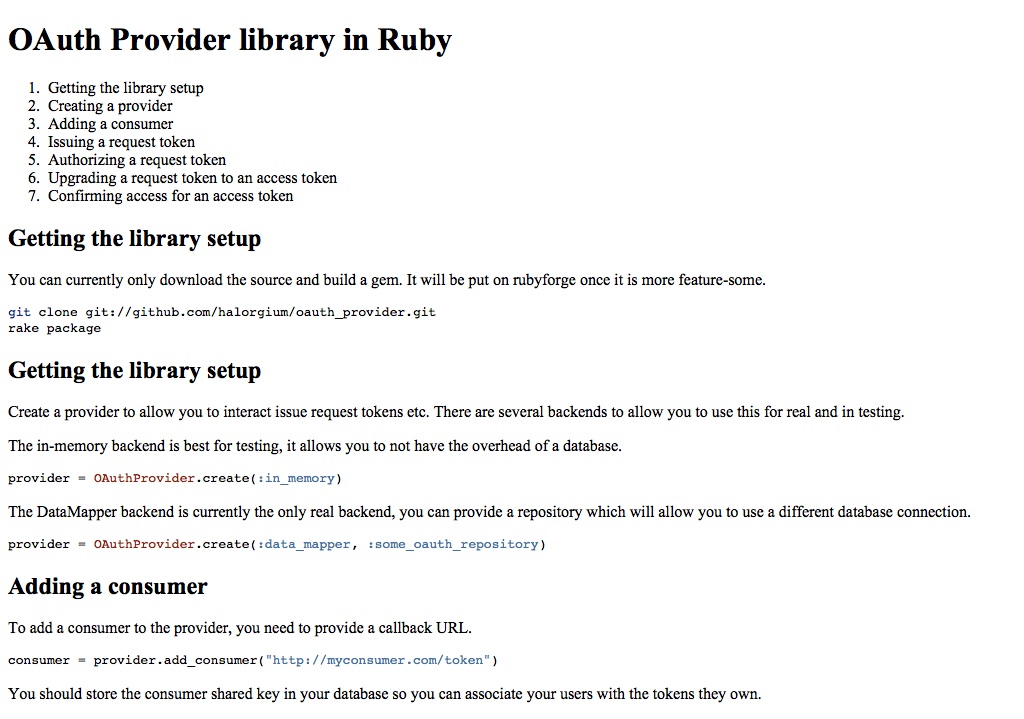 OAuth Provider library in Ruby
1. Getting the library setup
2. Creating a provider
3. Adding a consumer
4. Issuing a request token
5. Authorizing a request token
6. Upgrading a request token to an access token
7. Confirming access for an access token
Getting the library setup
You can currently only download the source and build a gem. It will be put on rubyforge once it is more feature-some.
git clone git://github.com/halorgium/oauth_provider.git
rake package
Getting the library setup
Create a provider to allow you to interact issue request tokens etc. There are several backends to allow you to use this for real and in testing.
The in-memory backend is best for testing, it allows you to not have the overhead of a database.
provider = OAuthProvider.create(:in_memory)
The DataMapper backend is currently the only real backend, you can provide a repository which will allow you to use a different database connection.
provider = OAuthProvider.create(:data_mapper, :some_oauth_repository)
Adding a consumer
To add a consumer to the provider, you need to provide a callback URL.
consumer = provider.add_consumer("http://myconsumer.com/token")
You should store the consumer shared key in your database so you can associate your users with the tokens they own.